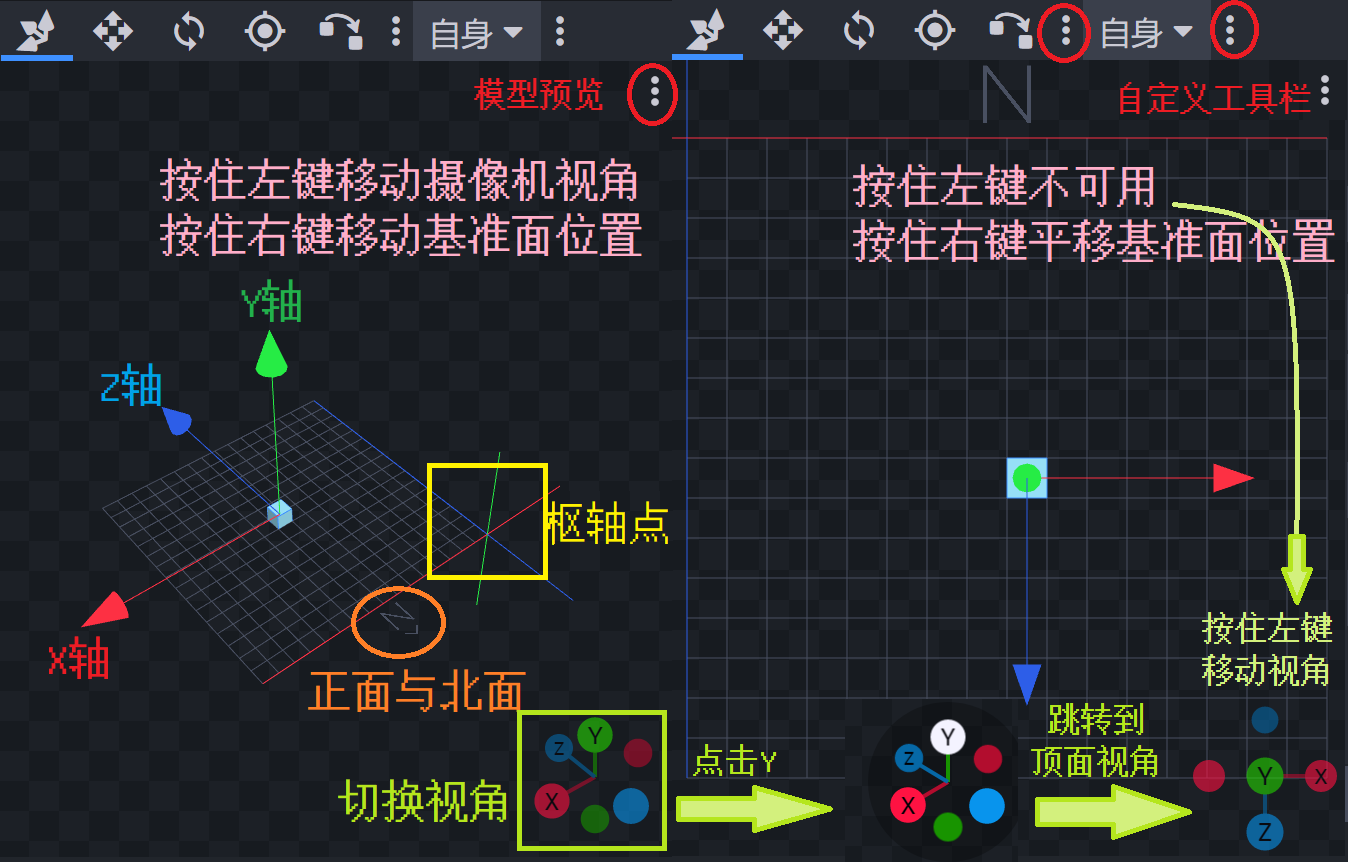 自身
自身
模型预览
N
自定义工具栏
按住左键移动摄像机视角
按住右键移动基准面位置
按住左键不可用
按住右键平移基准面位置
Y轴
Z轴
枢轴点
X轴
N
正面与北面
按住左键
移动视角
切换视角
Y
Z
X
点击Y
Y
Z
X
跳转到
顶面视角
Y
X
Z